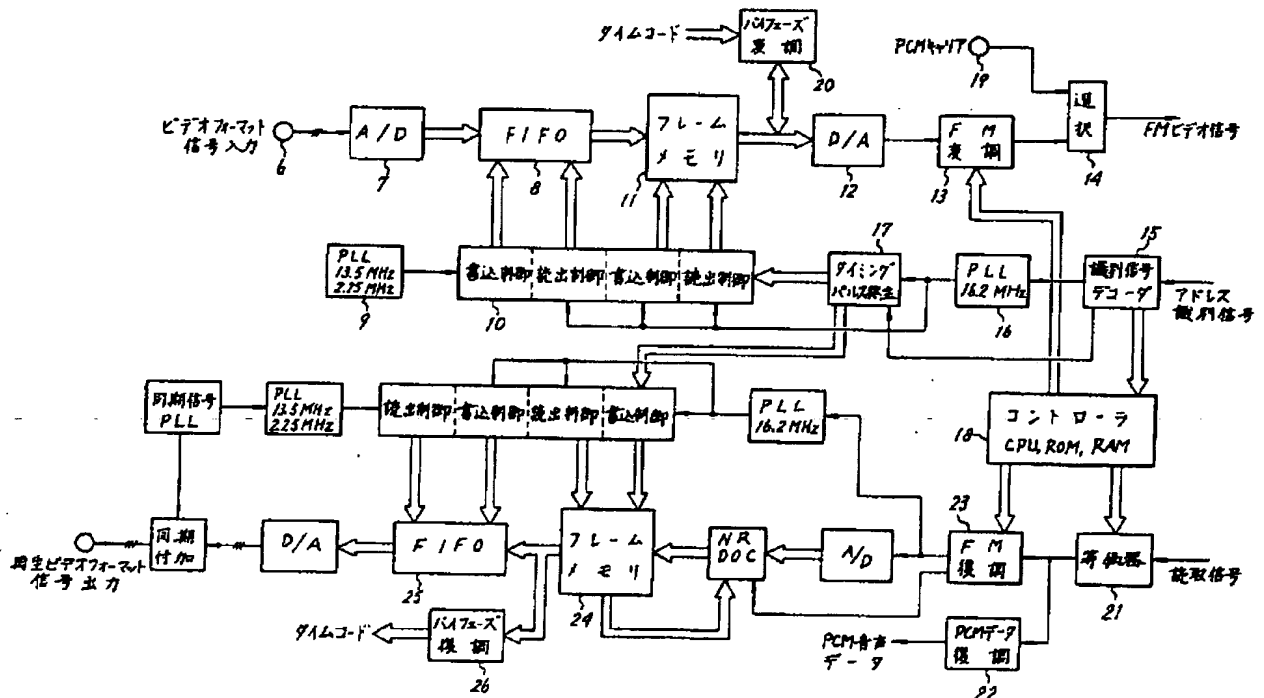 タイムコード
バイフェーズ
変調
20
PCMキャリア
19
選
択
14
FMビデオ信号
ビデオフォーマット
信号入力
6
A/D
7
FIFO
8
フレーム
メモリ
11
D/A
12
FM
変調
13
PLL
13.5MHz
2.25MHz
9
書込制御
読出制御
書込制御
読出制御
10
17
タイミング
パルス発生
PLL
16.2MHz
16
15
識別信号
デコーダ
アドレス
識別信号
同期信号
PLL
PLL
13.5MHz
2.25MHz
読出制御
書込制御
読出制御
書込制御
PLL
16.2MHz
18
コントローラ
CPU, ROM, RAM
再生ビデオフォーマット
信号出力
同期
付加
D/A
FIFO
25
フレーム
メモリ
24
NR
DOC
A/D
23
FM
復調
等価器
21
読取信号
タイムコード
バイフェーズ
復調
26
PCM音声
データ
PCMデータ
復調
22